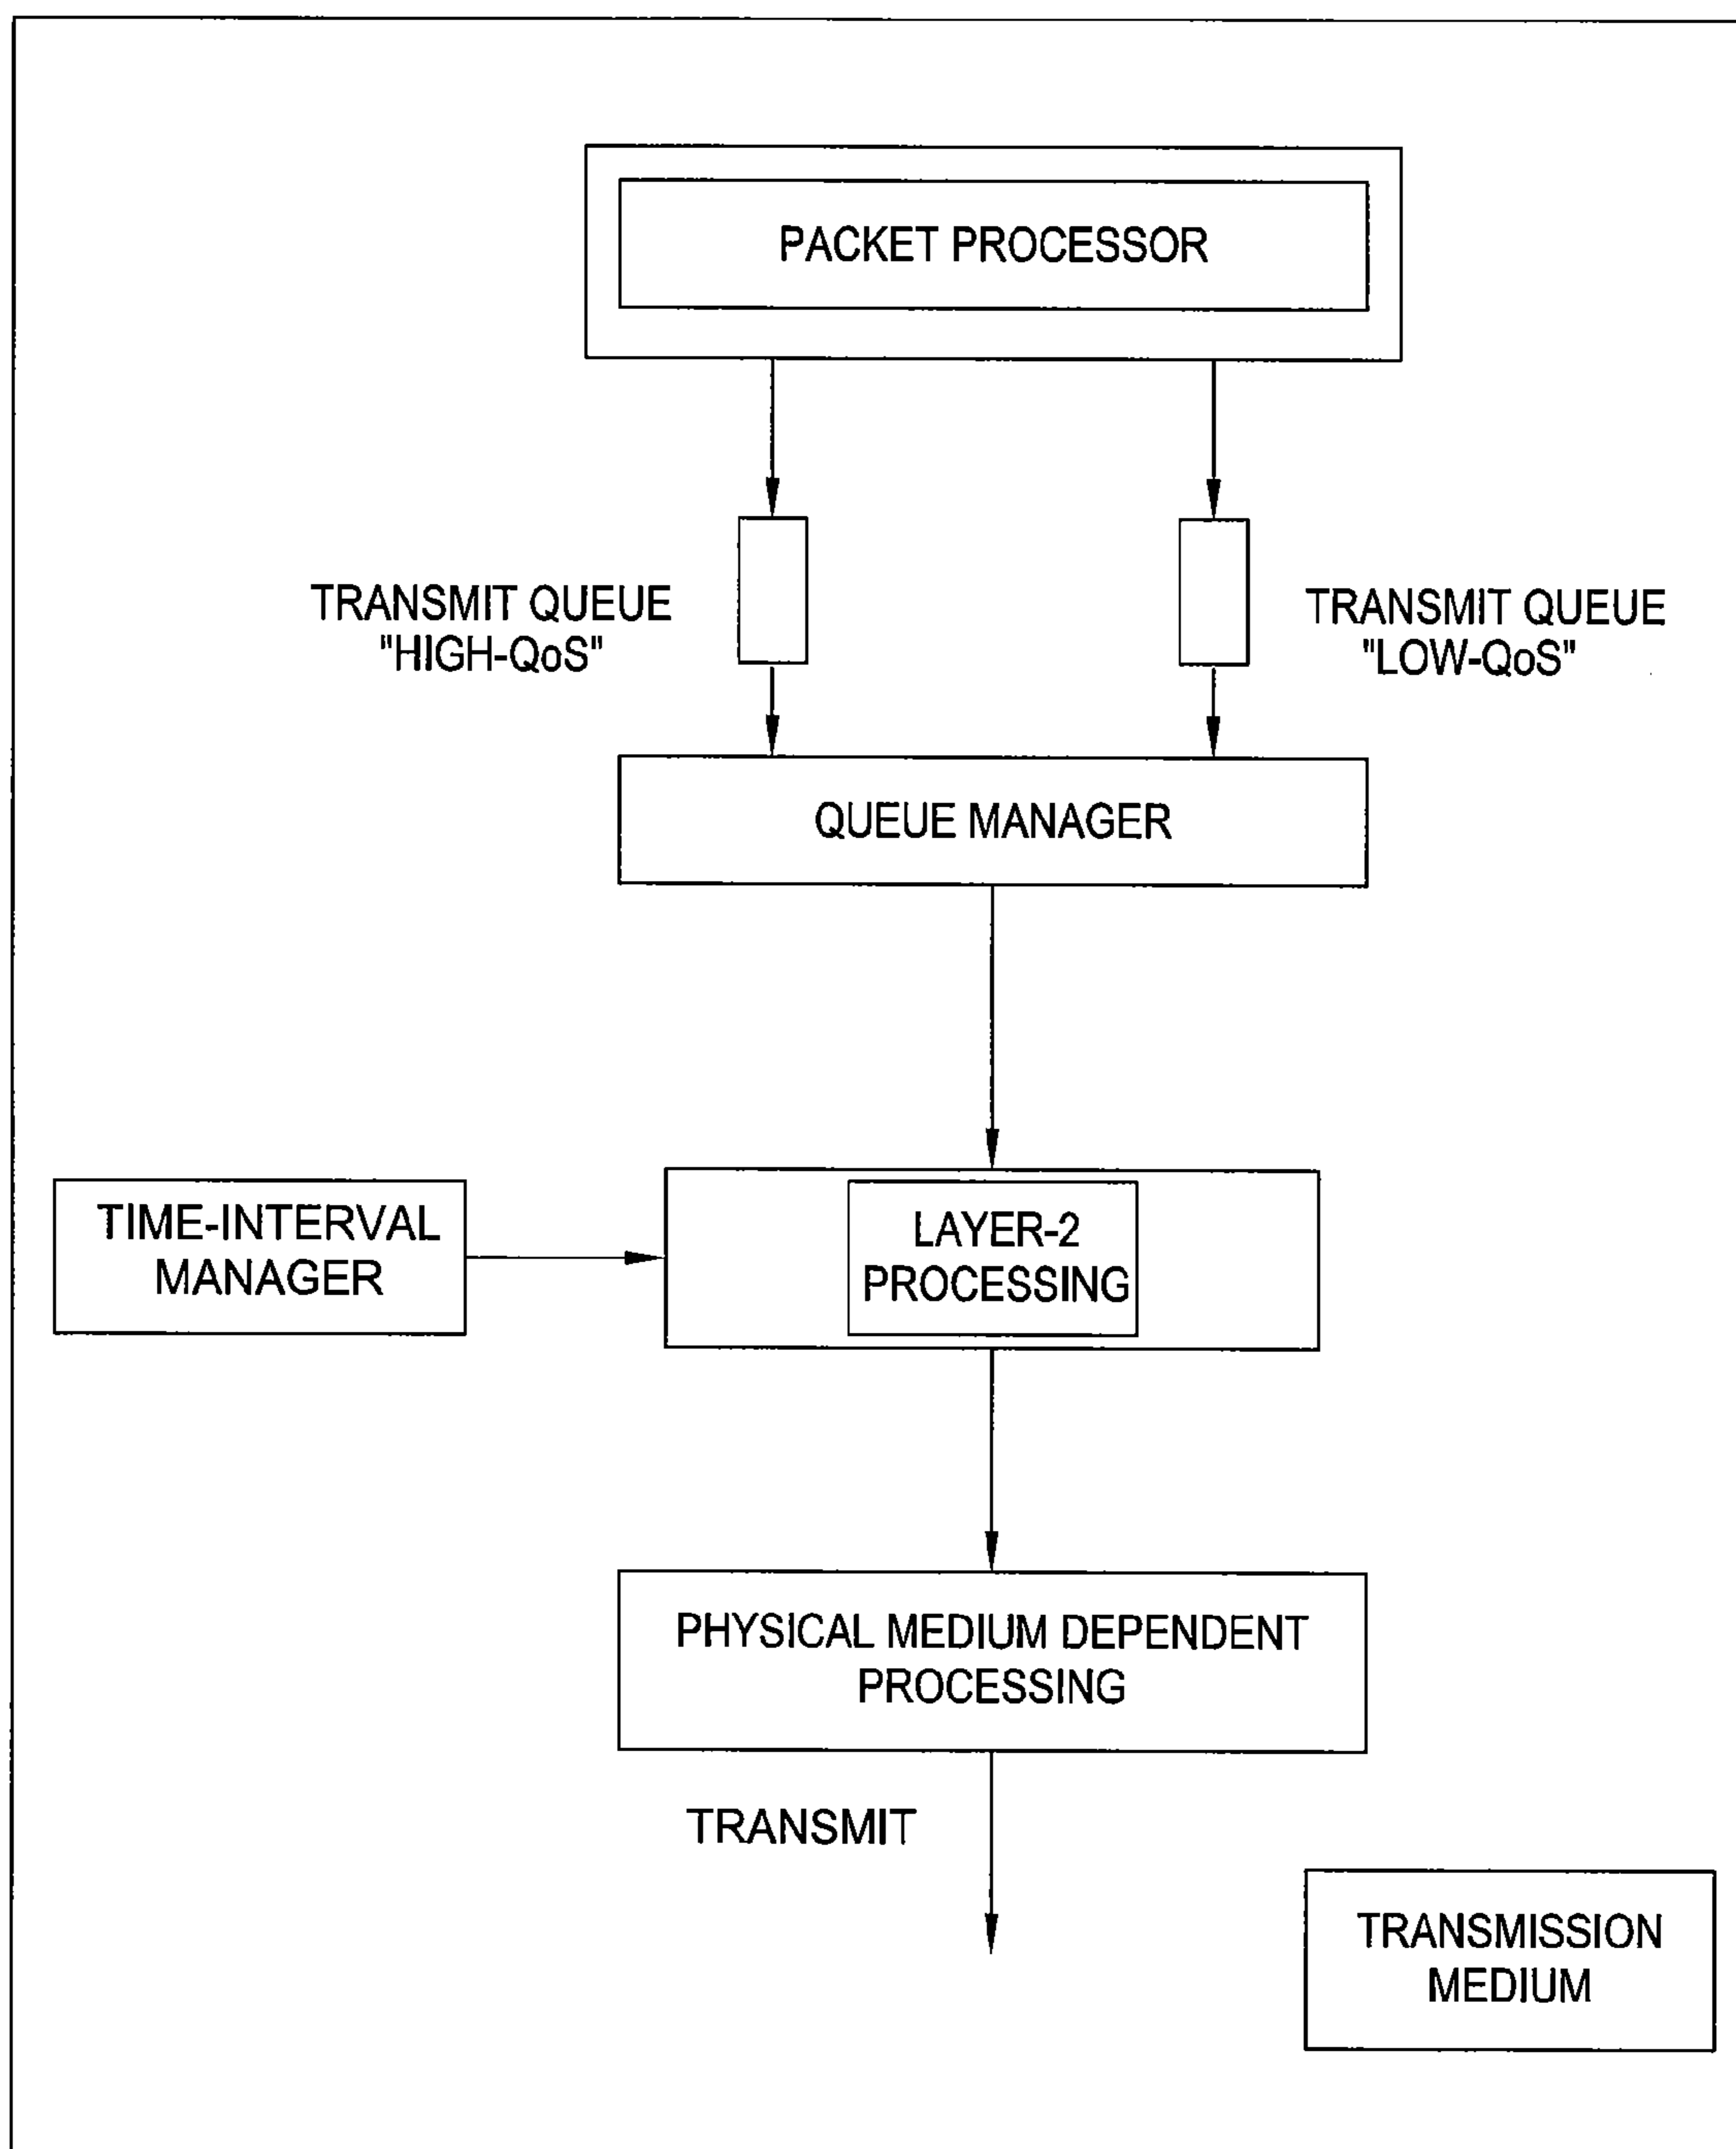 PACKET PROCESSOR
TRANSMIT QUEUE
"HIGH-QoS"
TRANSMIT QUEUE
"LOW-QoS"
QUEUE MANAGER
TIME-INTERVAL
MANAGER
LAYER-2
PROCESSING
PHYSICAL MEDIUM DEPENDENT
PROCESSING
TRANSMIT
TRANSMISSION
MEDIUM